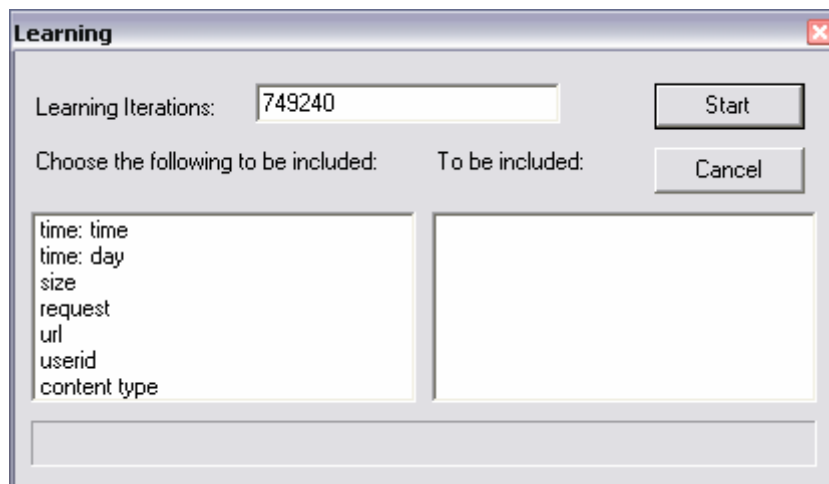 Learning
Learning Iterations: 749240 Start
Choose the following to be included: To be included: Cancel
time: time
time: day
size
request
url
userid
content type